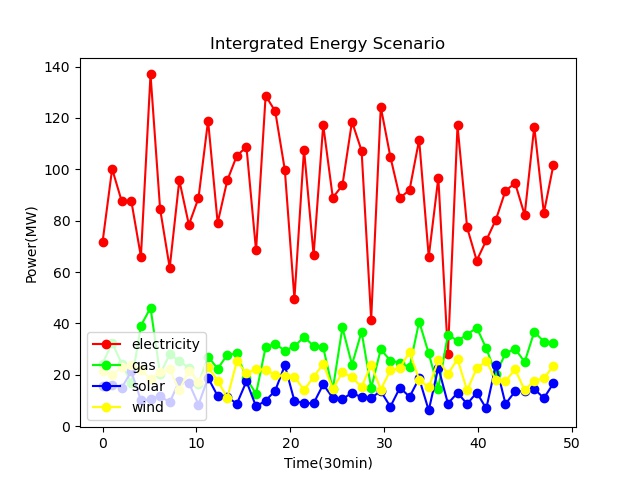 Intergrated Energy Scenario
Power(MW)
140
120
100
80
60
40
20
0
electricity
gas
solar
wind
0 10 20 30 40 50
Time(30min)